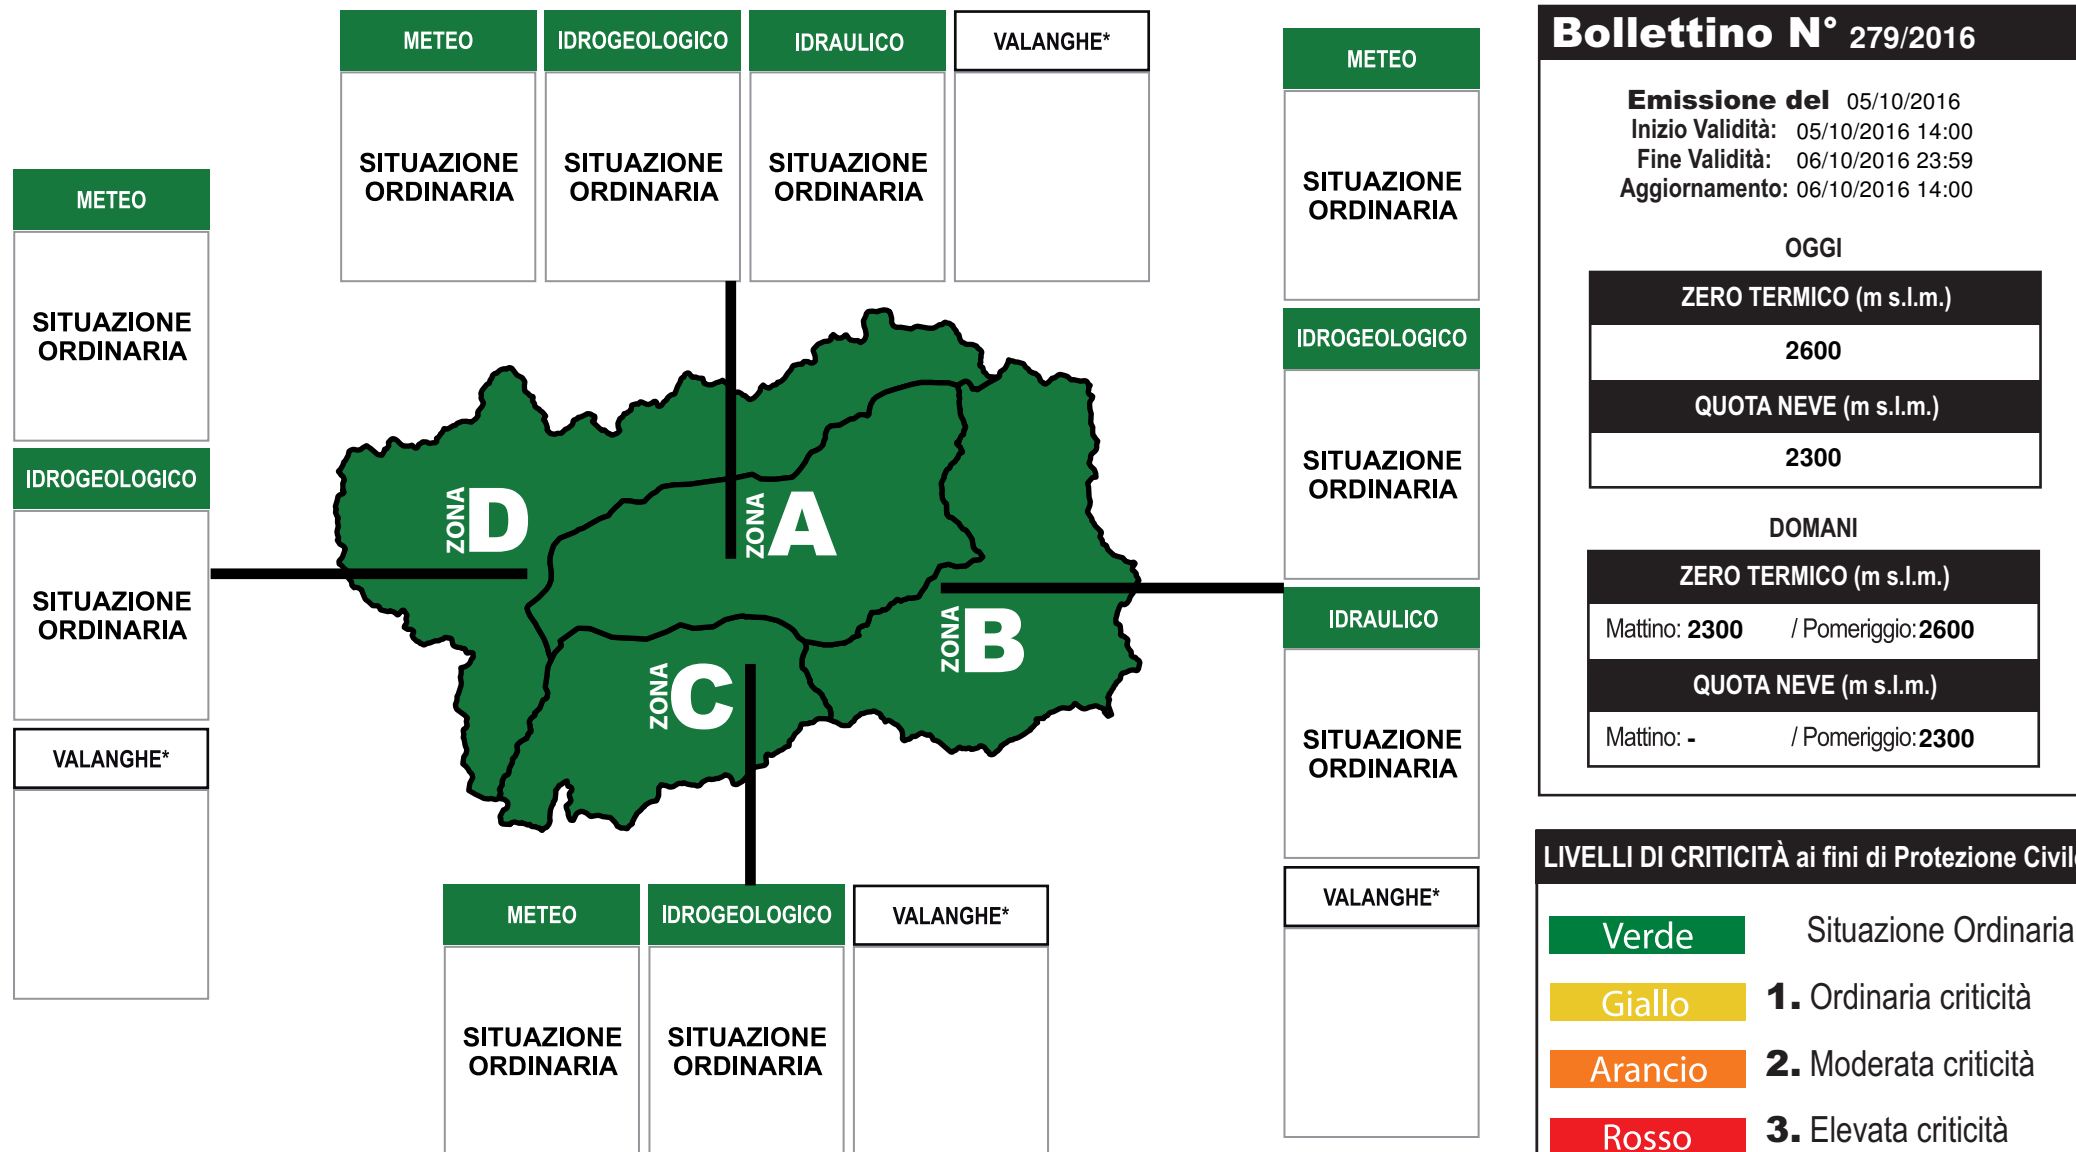 METEO IDROGEOLOGICO IDRAULICO VALANGHE*
SITUAZIONE ORDINARIA SITUAZIONE ORDINARIA SITUAZIONE ORDINARIA
METEO
SITUAZIONE
ORDINARIA
IDROGEOLOGICO
SITUAZIONE
ORDINARIA
VALANGHE*
ZONA D
ZONA A
ZONA B
ZONA C
METEO
SITUAZIONE
ORDINARIA
IDROGEOLOGICO
SITUAZIONE
ORDINARIA
IDRAULICO
SITUAZIONE
ORDINARIA
VALANGHE*
METEO IDROGEOLOGICO VALANGHE*
SITUAZIONE ORDINARIA SITUAZIONE ORDINARIA
Bollettino N° 279/2016
Emissione del 05/10/2016
Inizio Validità: 05/10/2016 14:00
Fine Validità: 06/10/2016 23:59
Aggiornamento: 06/10/2016 14:00
OGGI
ZERO TERMICO (m s.l.m.)
2600
QUOTA NEVE (m s.l.m.)
2300
DOMANI
ZERO TERMICO (m s.l.m.)
Mattino: 2300 / Pomeriggio: 2600
QUOTA NEVE (m s.l.m.)
Mattino: - / Pomeriggio: 2300
LIVELLI DI CRITICITÀ ai fini di Protezione Civile
Verde Situazione Ordinaria
Giallo 1. Ordinaria criticità
Arancio 2. Moderata criticità
Rosso 3. Elevata criticità